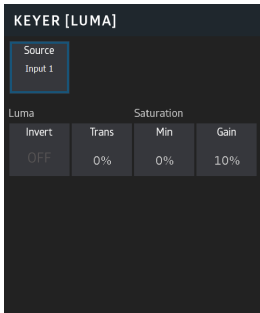 KEYER [LUMA]
Source
Input 1
Luma Saturation
Invert Trans Min Gain
OFF 0% 0% 10%